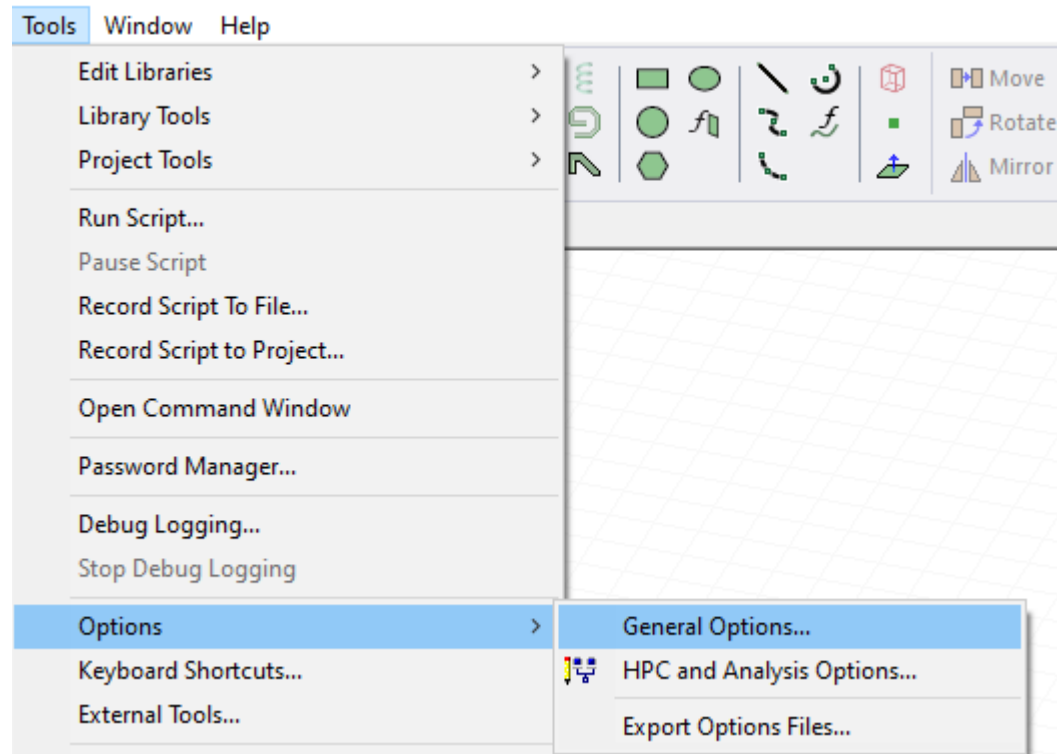 Tools Window Help
Edit Libraries
Library Tools
Project Tools
Run Script...
Pause Script
Record Script To File...
Record Script to Project...
Open Command Window
Password Manager...
Debug Logging...
Stop Debug Logging
Options
Keyboard Shortcuts...
External Tools...
General Options...
HPC and Analysis Options...
Export Options Files...
Move
Rotate
Mirror